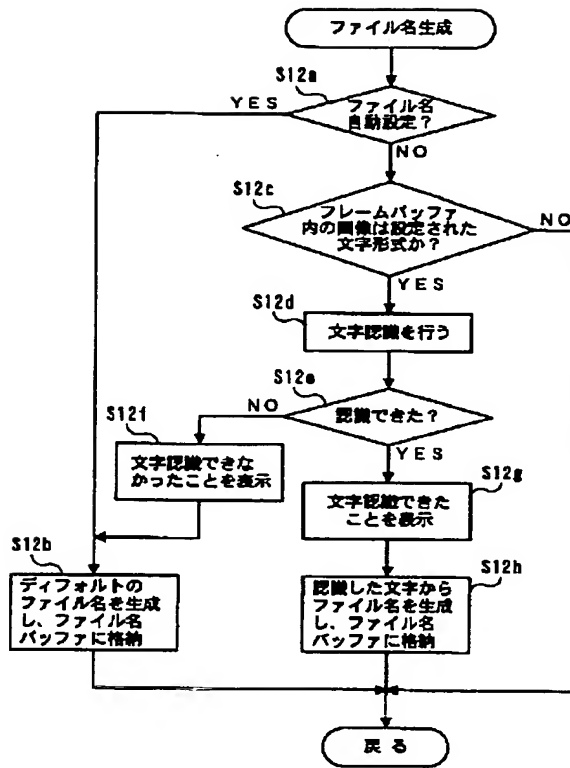 ファイル名生成
S12a
YES
ファイル名
自動設定？
NO
S12c
フレームバッファ
内の画像は設定された
文字形式か？
NO
YES
S12d
文字認識を行う
S12e
NO
認識できた？
S12f
YES
文字認識できな
かったことを表示
S12g
文字認識できた
ことを表示
S12b
ディフォルトの
ファイル名を生成
し、ファイル名
バッファに格納
S12h
認識した文字から
ファイル名を生成
し、ファイル名
バッファに格納
戻る